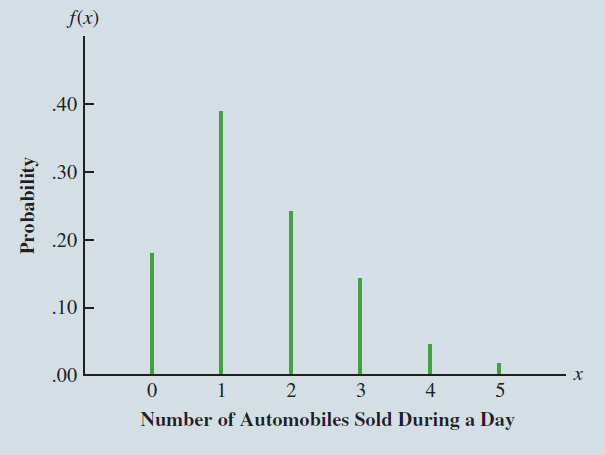 f(x)
Probability
.40
.30
.20
.10
.00
0 1 2 3 4 5
x
Number of Automobiles Sold During a Day